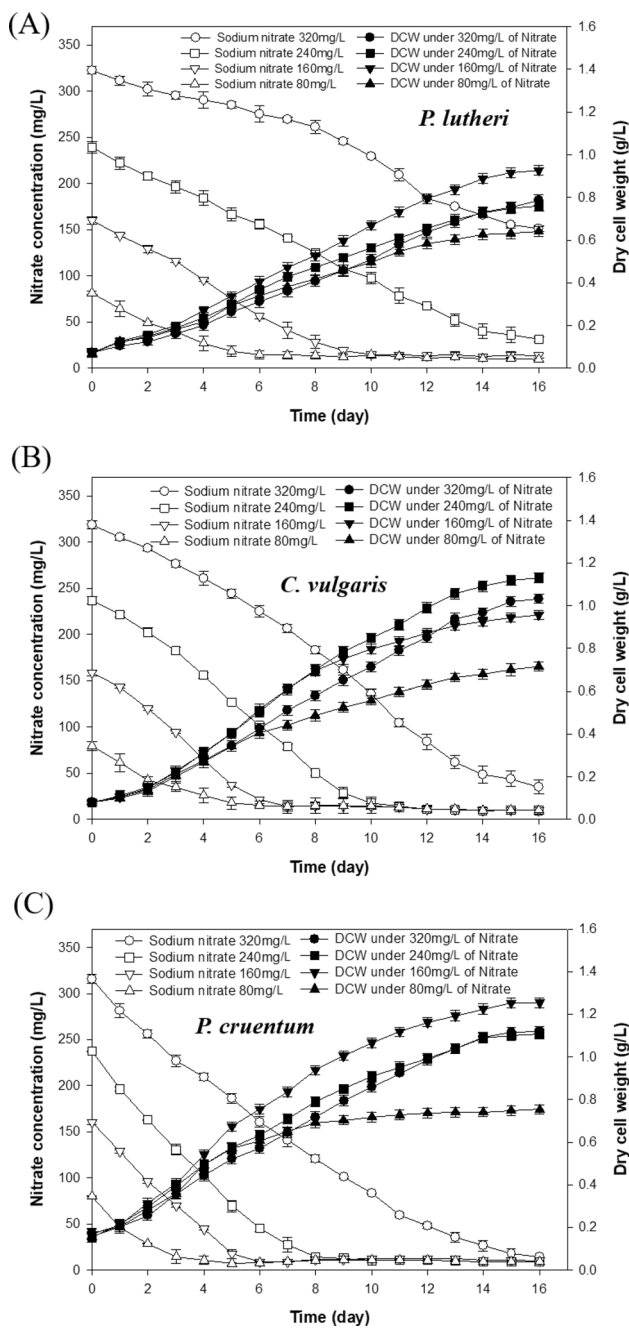 (A)
Sodium nitrate 320mg/L
Sodium nitrate 240mg/L
Sodium nitrate 160mg/L
Sodium nitrate 80mg/L
DCW under 320mg/L of Nitrate
DCW under 240mg/L of Nitrate
DCW under 160mg/L of Nitrate
DCW under 80mg/L of Nitrate
P. lutheri
Nitrate concentration (mg/L)
350
300
250
200
150
100
50
0
Dry cell weight (g/L)
1.6
1.4
1.2
1.0
0.8
0.6
0.4
0.2
0.0
0 2 4 6 8 10 12 14 16
Time (day)
(B)
Sodium nitrate 320mg/L
Sodium nitrate 240mg/L
Sodium nitrate 160mg/L
Sodium nitrate 80mg/L
DCW under 320mg/L of Nitrate
DCW under 240mg/L of Nitrate
DCW under 160mg/L of Nitrate
DCW under 80mg/L of Nitrate
C. vulgaris
Nitrate concentration (mg/L)
350
300
250
200
150
100
50
0
Dry cell weight (g/L)
1.6
1.4
1.2
1.0
0.8
0.6
0.4
0.2
0.0
0 2 4 6 8 10 12 14 16
Time (day)
(C)
Sodium nitrate 320mg/L
Sodium nitrate 240mg/L
Sodium nitrate 160mg/L
Sodium nitrate 80mg/L
DCW under 320mg/L of Nitrate
DCW under 240mg/L of Nitrate
DCW under 160mg/L of Nitrate
DCW under 80mg/L of Nitrate
P. cruentum
Nitrate concentration (mg/L)
350
300
250
200
150
100
50
0
Dry cell weight (g/L)
1.6
1.4
1.2
1.0
0.8
0.6
0.4
0.2
0.0
0 2 4 6 8 10 12 14 16
Time (day)